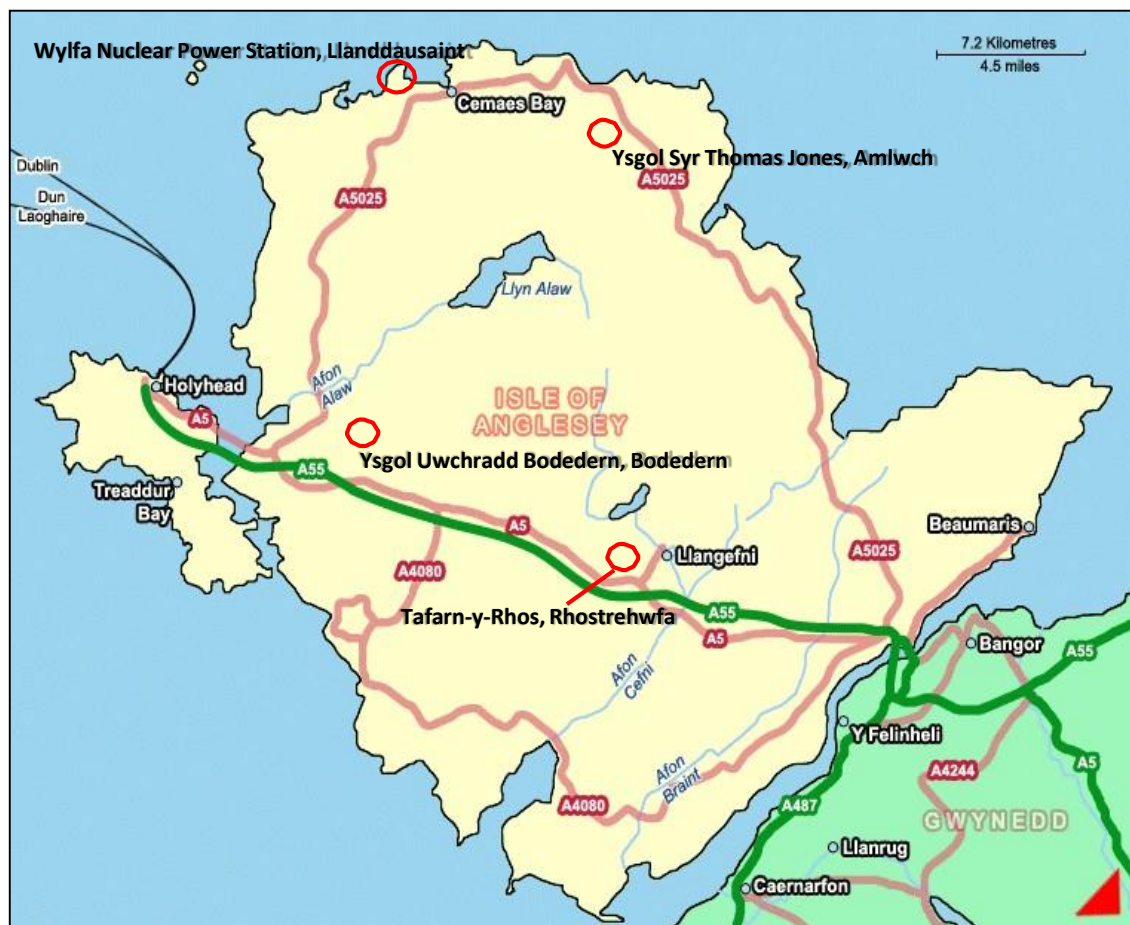 Wylfa Nuclear Power Station, Llanddausaint
7.2 Kilometres
4.5 miles
Cemaes Bay
Ysgol Syr Thomas Jones, Amlwch
Dublin
Dun
Laoghaire
A5025
A5025
Llyn Alaw
Afon
Alaw
Holyhead
ISLE OF
ANGLESEY
A5
Ysgol Uwchradd Bodedern, Bodedern
A55
Treaddur
Bay
A5
Beaumaris
Llangefni
A5025
A4080
Tafarn-y-Rhos, Rhostrehwfa
A55
A5
Bangor
A55
Afon
Cefni
Y Felinheli
Afon
Braint
A4244
A5
A4080
A487
GWYNEDD
Llanrug
Caernarfon